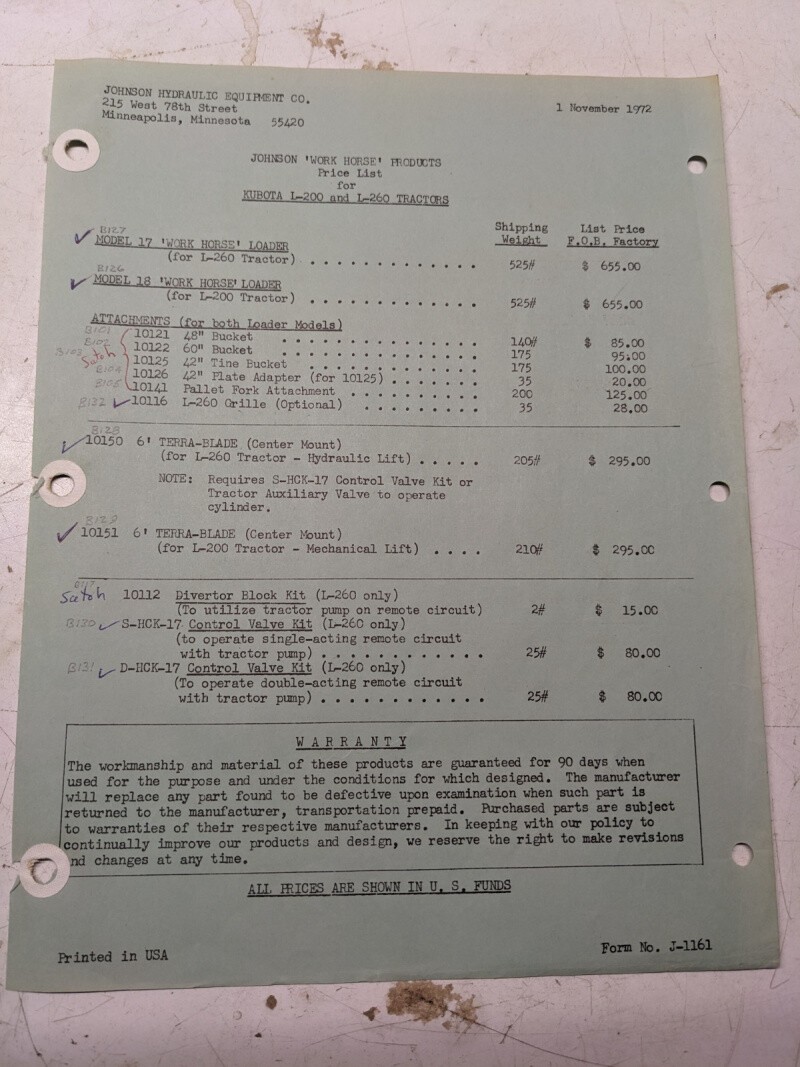 JOHNSON HYDRAULIC EQUIPMENT CO.
215 West 78th Street
Minneapolis, Minnesota 55420
1 November 1972
JOHNSON 'WORK HORSE' PRODUCTS
Price List
for
KUBOTA L-200 and L-260 TRACTORS
Shipping Weight
List Price F.O.B. Factory
B127
MODEL 17 'WORK HORSE' LOADER
(for L-260 Tractor) . . . . . . . . . . . . . 525# $ 655.00
B126
MODEL 18 'WORK HORSE' LOADER
(for L-200 Tractor) . . . . . . . . . . . . . 525# $ 655.00
ATTACHMENTS (for both Loader Models)
B101 10121 48" Bucket . . . . . . . . . . . . . . . 140# $ 85.00
B102 10122 60" Bucket . . . . . . . . . . . . . . . 175 95.00
B103 Satoh 10125 42" Tine Bucket . . . . . . . . . . . . . 175 100.00
B104 10126 42" Plate Adapter (for 10125) . . . . . . 35 20.00
B105 10141 Pallet Fork Attachment . . . . . . . . . 200 125.00
B132 10116 L-260 Grille (Optional) . . . . . . . . . 35 28.00
B128
10150 6' TERRA-BLADE (Center Mount)
(for L-260 Tractor - Hydraulic Lift) . . . . . 205# $ 295.00
NOTE: Requires S-HCK-17 Control Valve Kit or
Tractor Auxiliary Valve to operate
cylinder.
B129
10151 6' TERRA-BLADE (Center Mount)
(for L-200 Tractor - Mechanical Lift) . . . . 210# $ 295.00
B117
Satoh 10112 Divertor Block Kit (L-260 only)
(To utilize tractor pump on remote circuit) 2# $ 15.00
B130 S-HCK-17 Control Valve Kit (L-260 only)
(to operate single-acting remote circuit
with tractor pump) . . . . . . . . . . . . 25# $ 80.00
B131 D-HCK-17 Control Valve Kit (L-260 only)
(To operate double-acting remote circuit
with tractor pump) . . . . . . . . . . . . 25# $ 80.00
WARRANTY
The workmanship and material of these products are guaranteed for 90 days when
used for the purpose and under the conditions for which designed. The manufacturer
will replace any part found to be defective upon examination when such part is
returned to the manufacturer, transportation prepaid. Purchased parts are subject
to warranties of their respective manufacturers. In keeping with our policy to
continually improve our products and design, we reserve the right to make revisions
nd changes at any time.
ALL PRICES ARE SHOWN IN U. S. FUNDS
Printed in USA
Form No. J-1161